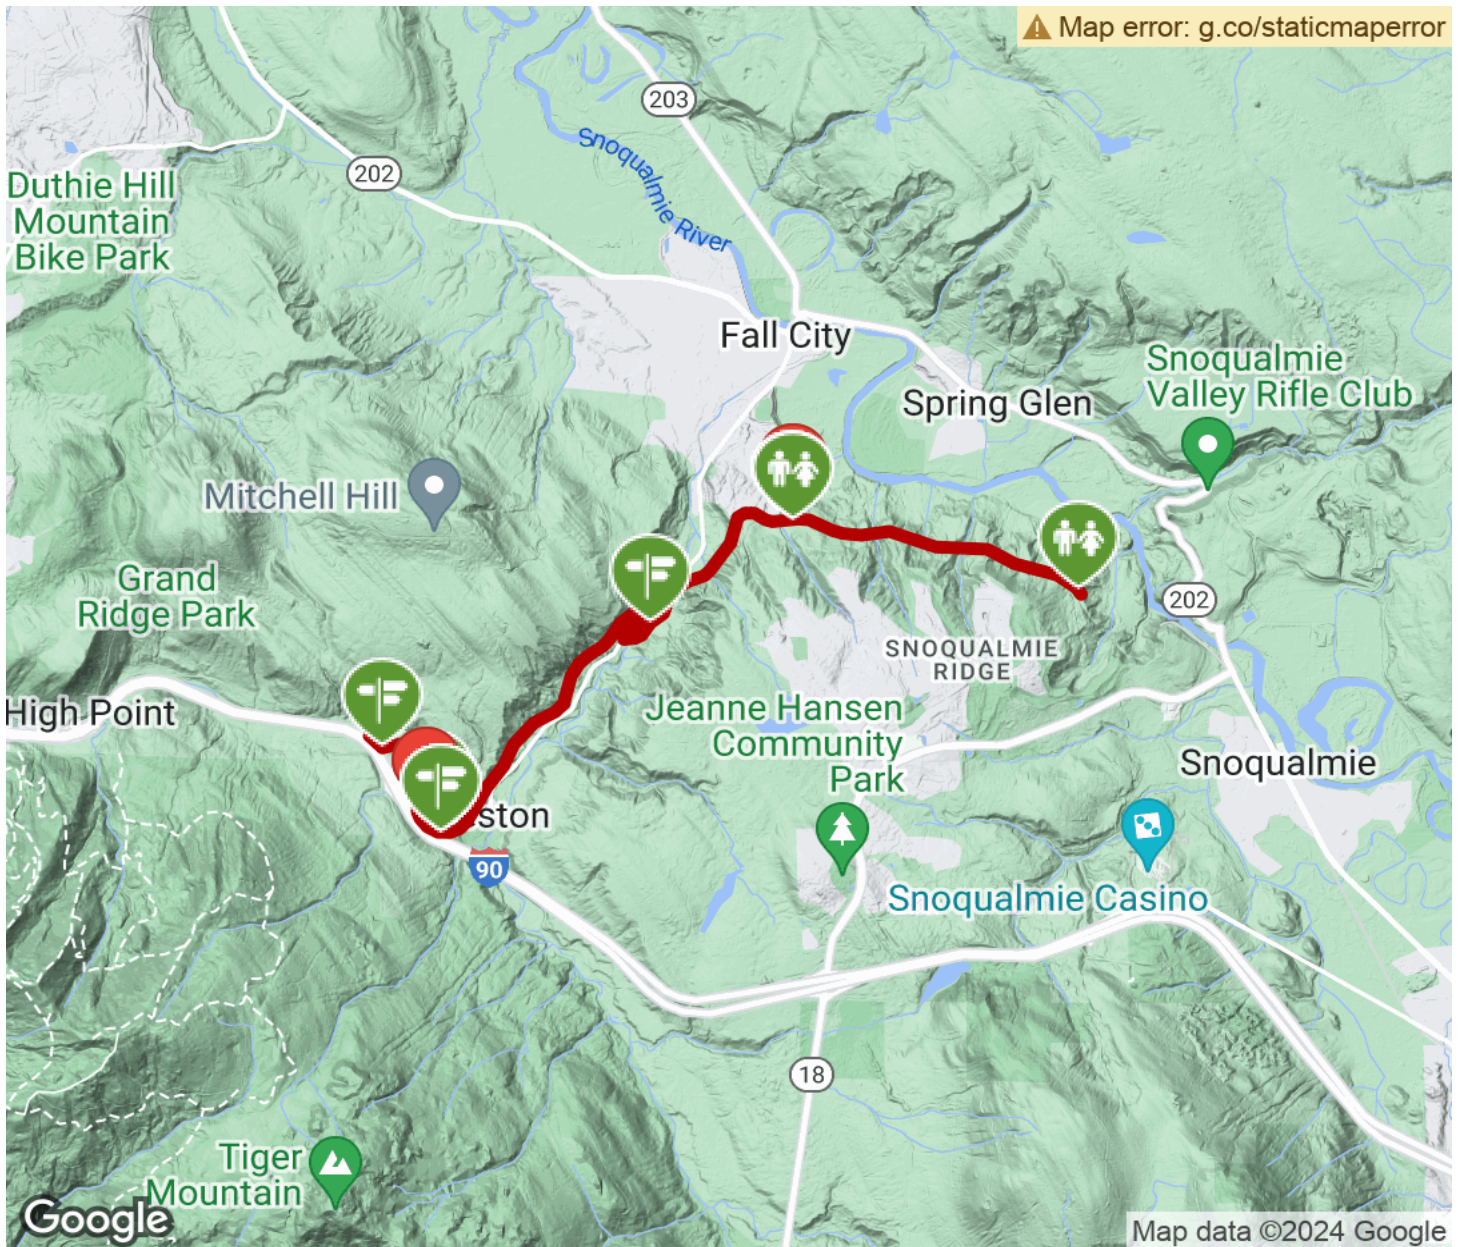 Map error: g.co/staticmaperror
203
202
Snoqualmie River
Duthie Hill
Mountain
Bike Park
Fall City
Snoqualmie
Valley Rifle Club
Spring Glen
Mitchell Hill
Grand
Ridge Park
202
SNOQUALMIE
RIDGE
High Point
Jeanne Hansen
Community
Park
Snoqualmie
ston
90
Snoqualmie Casino
18
Tiger
Mountain
Google
Map data ©2024 Google